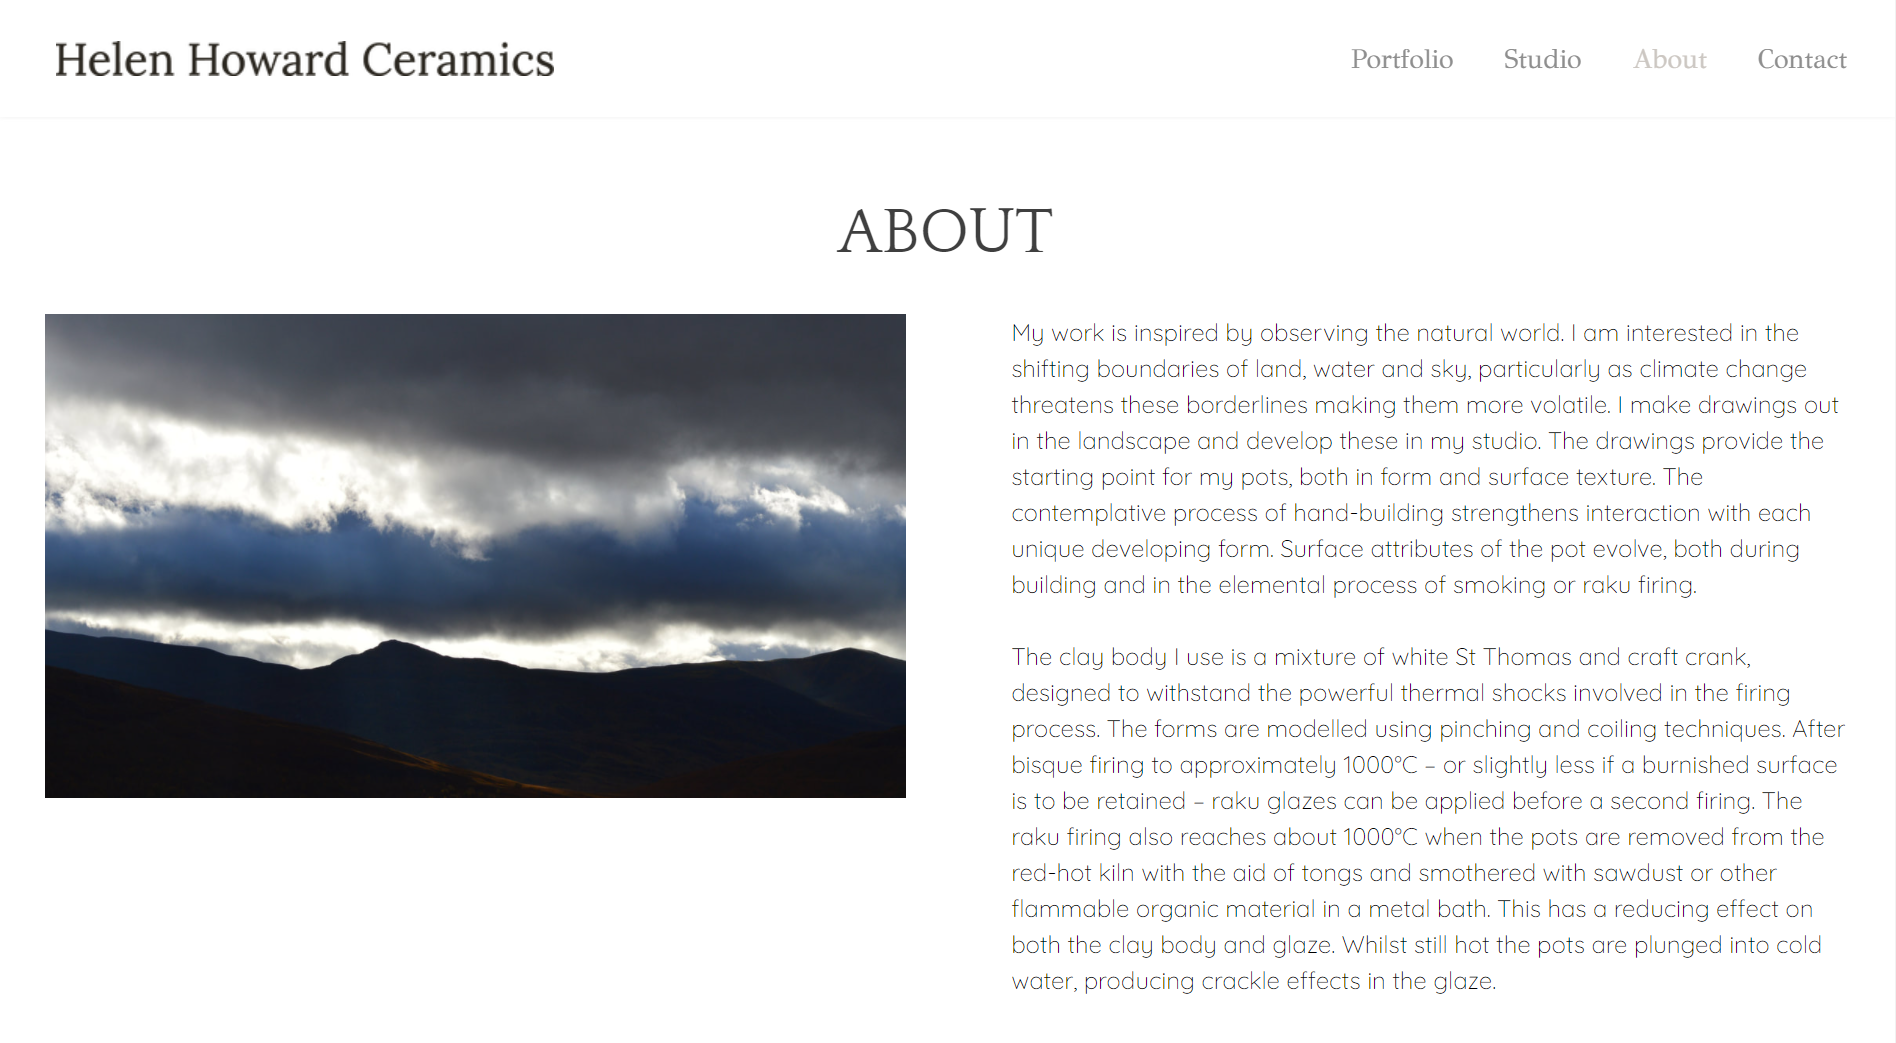 Helen Howard Ceramics
Portfolio
Studio
About
Contact
ABOUT
My work is inspired by observing the natural world. I am interested in the
shifting boundaries of land, water and sky, particularly as climate change
threatens these borderlines making them more volatile. I make drawings out
in the landscape and develop these in my studio. The drawings provide the
starting point for my pots, both in form and surface texture. The
contemplative process of hand-building strengthens interaction with each
unique developing form. Surface attributes of the pot evolve, both during
building and in the elemental process of smoking or raku firing.
The clay body I use is a mixture of white St Thomas and craft crank,
designed to withstand the powerful thermal shocks involved in the firing
process. The forms are modelled using pinching and coiling techniques. After
bisque firing to approximately 1000°C – or slightly less if a burnished surface
is to be retained – raku glazes can be applied before a second firing. The
raku firing also reaches about 1000°C when the pots are removed from the
red-hot kiln with the aid of tongs and smothered with sawdust or other
flammable organic material in a metal bath. This has a reducing effect on
both the clay body and glaze. Whilst still hot the pots are plunged into cold
water, producing crackle effects in the glaze.